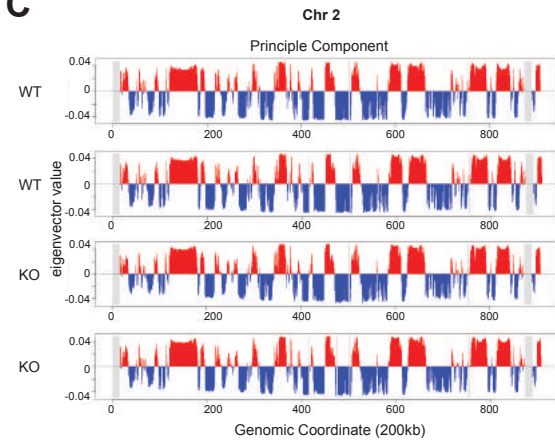 C
Chr 2
Principle Component
WT
0.04
0
-0.04
0 200 400 600 800
WT
0.04
0
-0.04
0 200 400 600 800
eigenvector value
KO
0.04
0
-0.04
0 200 400 600 800
KO
0.04
0
-0.04
0 200 400 600 800
Genomic Coordinate (200kb)